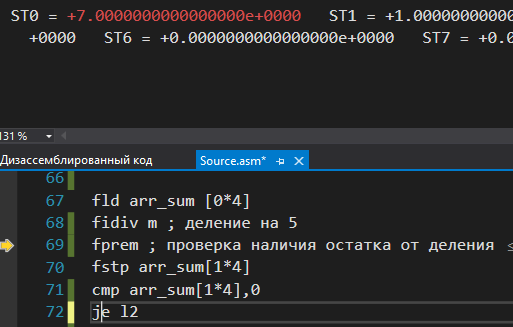 ST0 = +7.0000000000000000e+0000 ST1 = +1.00000000000
+0000 ST6 = +0.0000000000000000e+0000 ST7 = +0.0
131 %
Дизассемблированный код Source.asm*
66
67 fld arr_sum [0*4]
68 fidiv m ; деление на 5
69 fprem ; проверка наличия остатка от деления ≤
70 fstp arr_sum[1*4]
71 cmp arr_sum[1*4],0
72 je l2